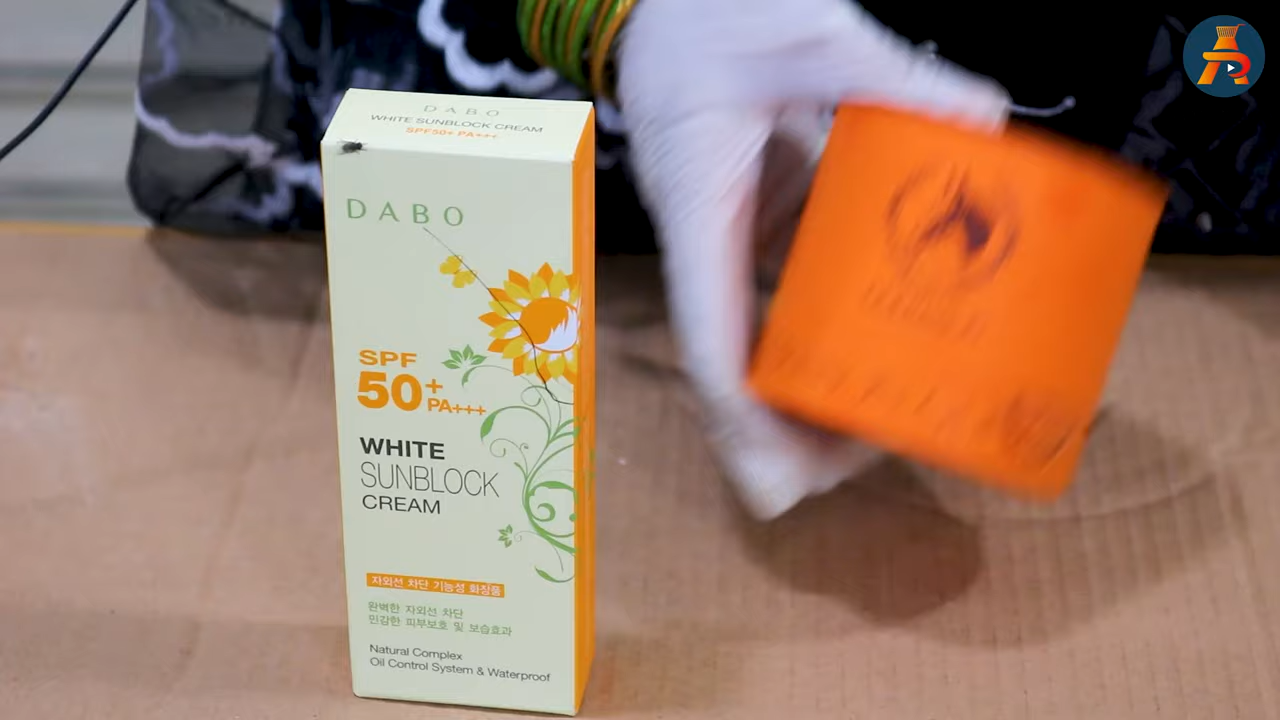 DABO
WHITE SUNBLOCK CREAM
SPF50+ PA+++
DABO
SPF
50+
PA+++
WHITE
SUNBLOCK
CREAM
자외선 차단 기능성 화장품
완벽한 자외선 차단
민감한 피부보호 및 보습효과
Natural Complex
Oil Control System & Waterproof